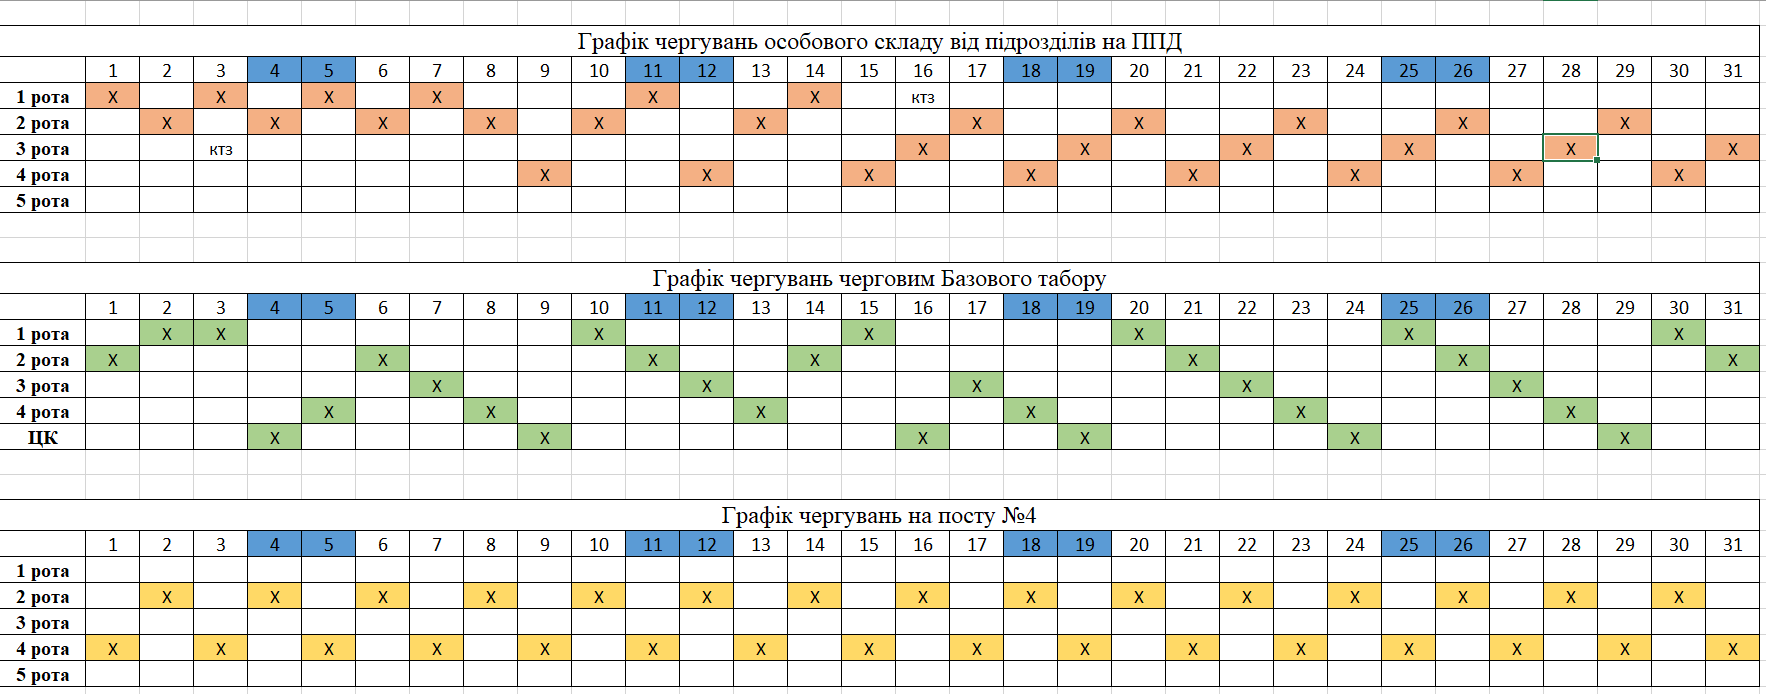 Графік чергувань особового складу від підрозділів на ППД
1 2 3 4 5 6 7 8 9 10 11 12 13 14 15 16 17 18 19 20 21 22 23 24 25 26 27 28 29 30 31
1 рота X X X X X X ктз
2 рота X X X X X X X X X X X
3 рота ктз X X X X X X
4 рота X X X X X X X X
5 рота
Графік чергувань черговим Базового табору
1 2 3 4 5 6 7 8 9 10 11 12 13 14 15 16 17 18 19 20 21 22 23 24 25 26 27 28 29 30 31
1 рота X X X X X X X
2 рота X X X X X X X
3 рота X X X X X
4 рота X X X X X X
ЦК X X X X X X
Графік чергувань на посту №4
1 2 3 4 5 6 7 8 9 10 11 12 13 14 15 16 17 18 19 20 21 22 23 24 25 26 27 28 29 30 31
1 рота
2 рота X X X X X X X X X X X X X X X
3 рота
4 рота X X X X X X X X X X X X X X X X
5 рота